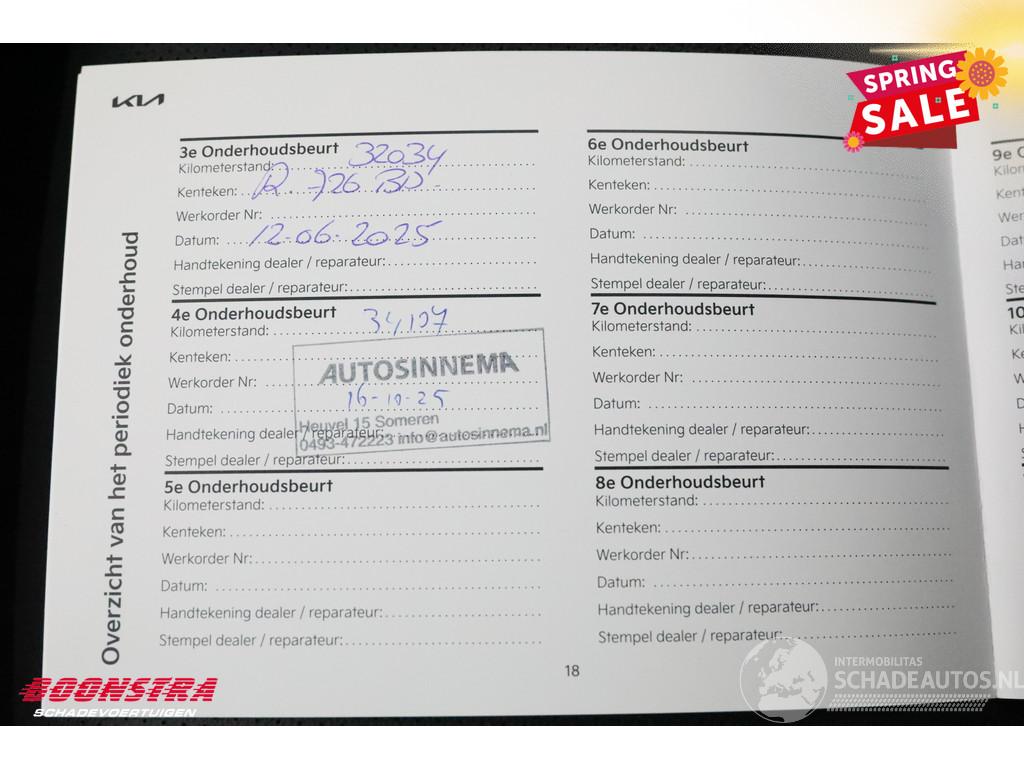 SPRING
SALE
KIA
Overzicht van het periodiek onderhoud
3e Onderhoudsbeurt
Kilometerstand: 32034
Kenteken: R.726 BD
Werkorder Nr:
Datum: 12-06-2025
Handtekening dealer / reparateur:
Stempel dealer / reparateur:
4e Onderhoudsbeurt
Kilometerstand: 34,107
Kenteken:
Werkorder Nr:
Datum:
Handtekening dealer / reparateur:
Stempel dealer / reparateur:
AUTOSINNEMA
16-10-25
Heuvel 15 Someren
0493-472223 info@autosinnema.nl
5e Onderhoudsbeurt
Kilometerstand:
Kenteken:
Werkorder Nr:
Datum:
Handtekening dealer / reparateur:
Stempel dealer / reparateur:
6e Onderhoudsbeurt
Kilometerstand:
Kenteken:
Werkorder Nr:
Datum:
Handtekening dealer / reparateur:
Stempel dealer / reparateur:
7e Onderhoudsbeurt
Kilometerstand:
Kenteken:
Werkorder Nr:
Datum:
Handtekening dealer / reparateur:
Stempel dealer / reparateur:
8e Onderhoudsbeurt
Kilometerstand:
Kenteken:
Werkorder Nr:
Datum:
Handtekening dealer / reparateur:
Stempel dealer / reparateur:
9e
10
18
BOONSTRA
SCHADEVOERTUIGEN
INTERMOBILITAS
SCHADEAUTOS.NL